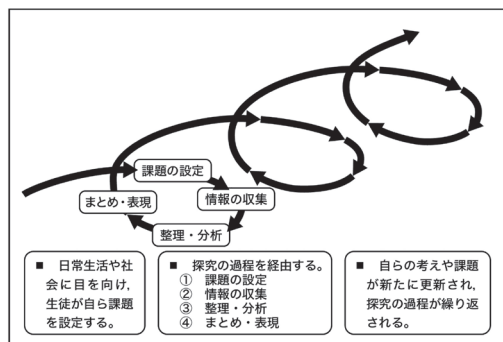 課題の設定
まとめ・表現
情報の収集
整理・分析
■ 日常生活や社
会に目を向け,
生徒が自ら課題
を設定する。
■ 探究の過程を経由する。
① 課題の設定
② 情報の収集
③ 整理・分析
④ まとめ・表現
■ 自らの考えや課題
が新たに更新され,
探究の過程が繰り返
される。